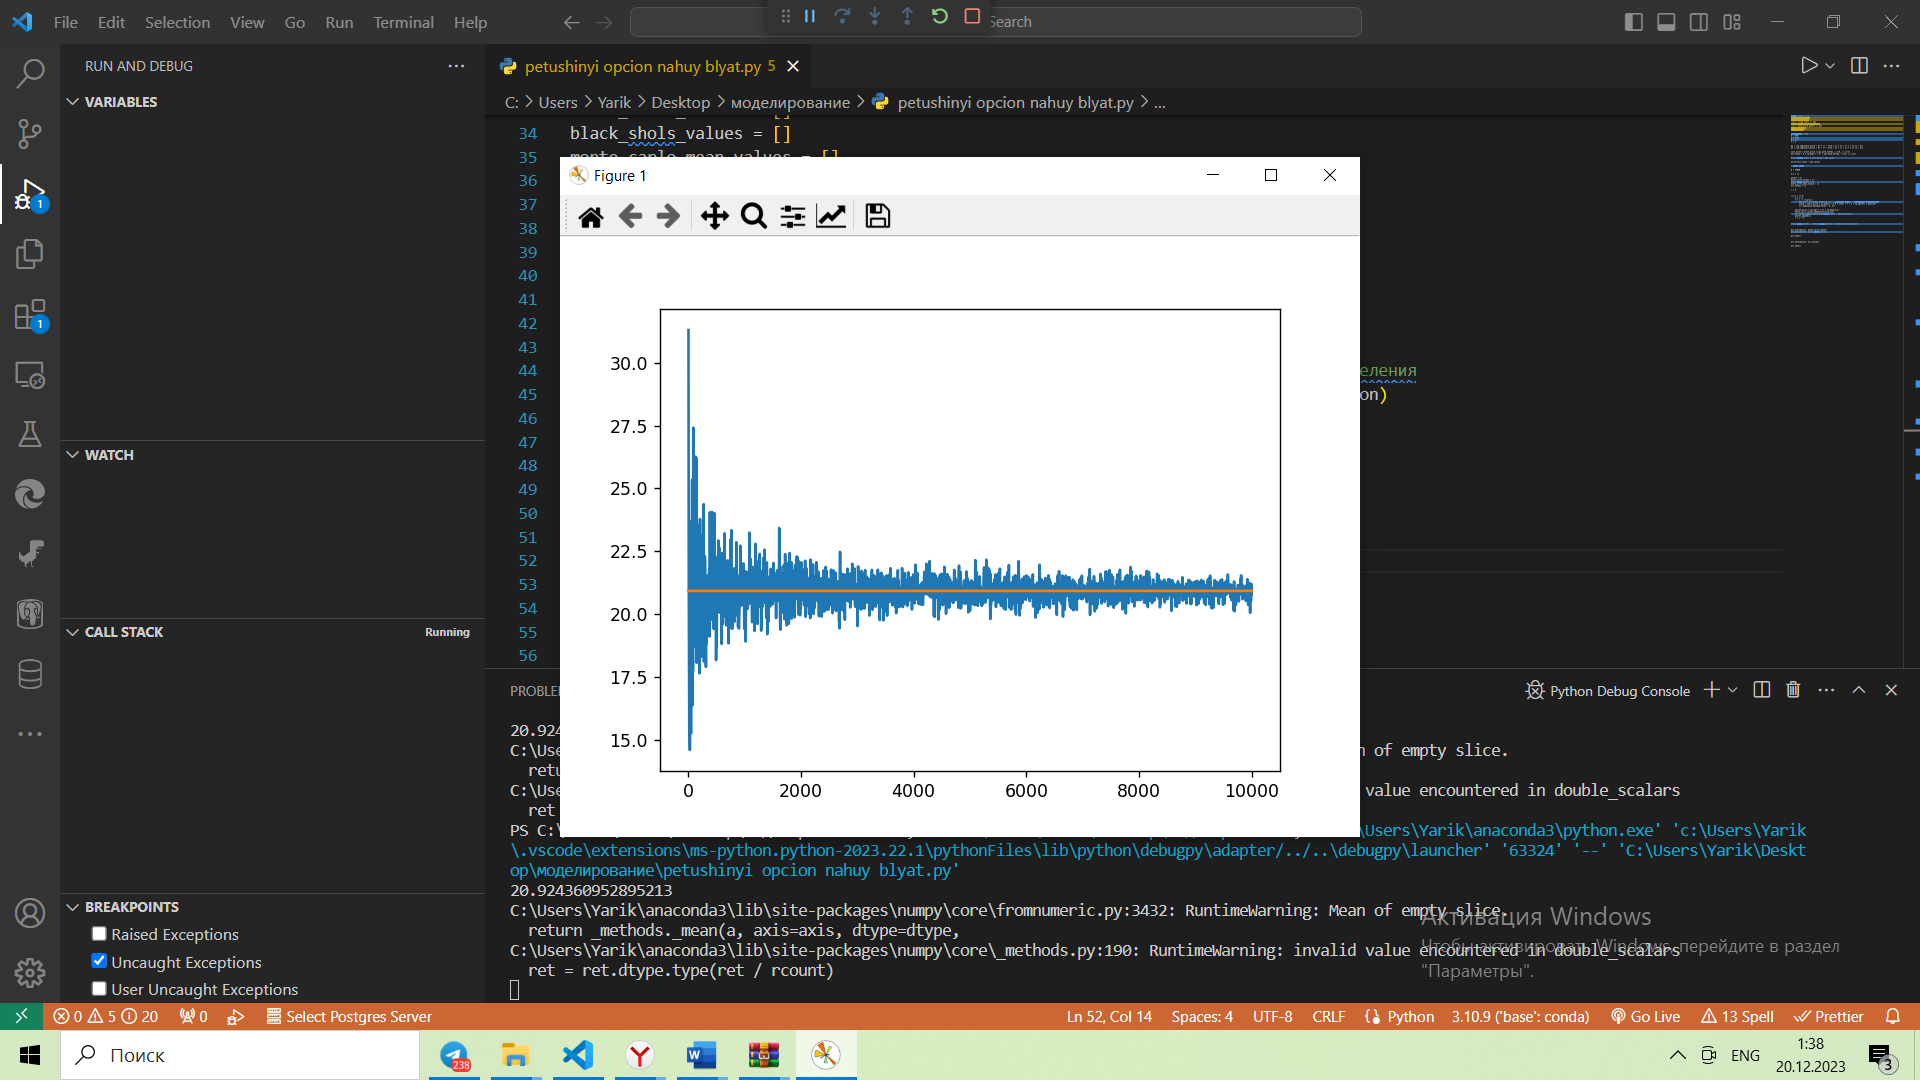 File Edit Selection View Go Run Terminal Help
Search
RUN AND DEBUG
petushinyi opcion nahuy blyat.py 5
VARIABLES
C: > Users > Yarik > Desktop > моделирование > petushinyi opcion nahuy blyat.py > ...
34 black_shols_values = []
35 monte_carlo_mean_values = []
36
37
38
39
40
41
42
43
44 еления
45 on)
46
47
48
49
50
51
52
53
54
55
56
Figure 1
30.0
27.5
25.0
22.5
20.0
17.5
15.0
0 2000 4000 6000 8000 10000
WATCH
CALL STACK Running
BREAKPOINTS
Raised Exceptions
Uncaught Exceptions
User Uncaught Exceptions
1
1
PROBLE
Python Debug Console
20.924
C:\Use n of empty slice.
retu
C:\Use value encountered in double_scalars
ret
PS C:\ Users\Yarik\anaconda3\python.exe' 'c:\Users\Yarik
\.vscode\extensions\ms-python.python-2023.22.1\pythonFiles\lib\python\debugpy\adapter/../..\debugpy\launcher' '63324' '--' 'C:\Users\Yarik\Deskt
op\моделирование\petushinyi opcion nahuy blyat.py'
20.924360952895213
C:\Users\Yarik\anaconda3\lib\site-packages\numpy\core\fromnumeric.py:3432: RuntimeWarning: Mean of empty slice.
return _methods._mean(a, axis=axis, dtype=dtype,
C:\Users\Yarik\anaconda3\lib\site-packages\numpy\core\_methods.py:190: RuntimeWarning: invalid value encountered in double_scalars
ret = ret.dtype.type(ret / rcount)
Активация Windows
Чтобы активировать Windows, перейдите в раздел
"Параметры".
0 5 20 0 Select Postgres Server Ln 52, Col 14 Spaces: 4 UTF-8 CRLF Python 3.10.9 ('base': conda) Go Live 13 Spell Prettier
Поиск
238
ENG
1:38
20.12.2023
3